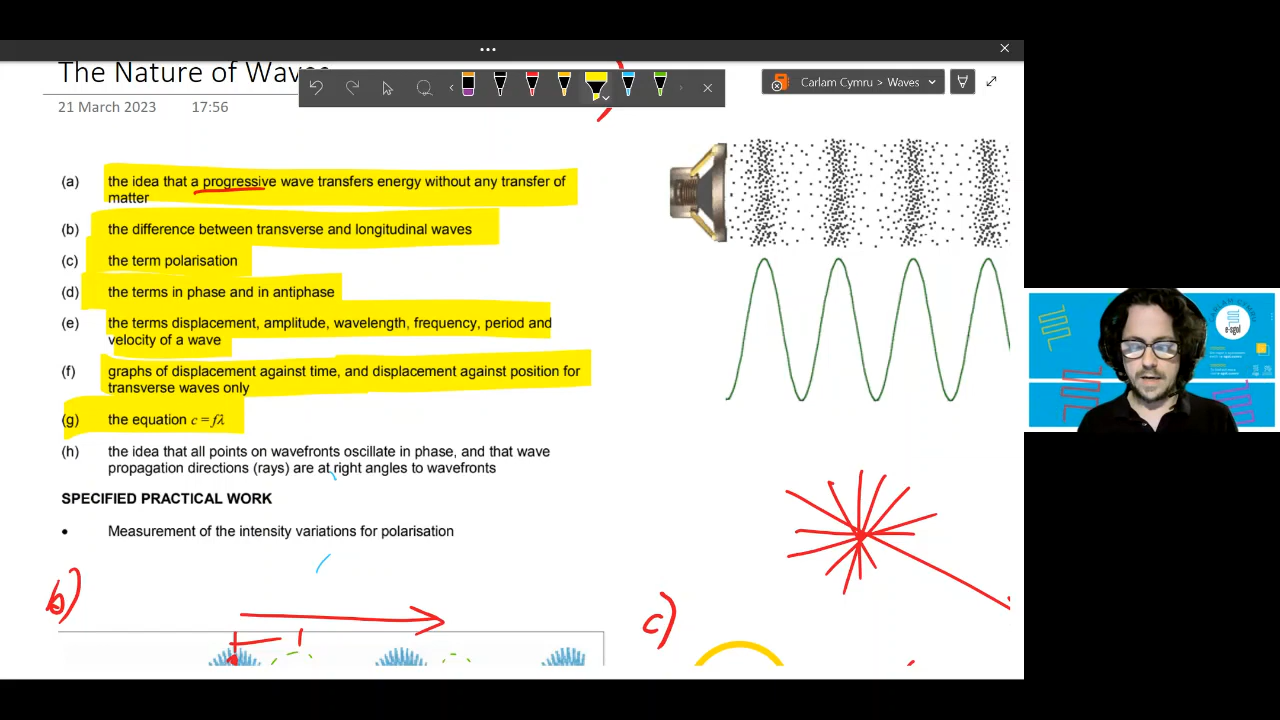 The Nature of Waves
21 March 2023 17:56
Carlam Cymru > Waves
(a) the idea that a progressive wave transfers energy without any transfer of
matter
(b) the difference between transverse and longitudinal waves
(c) the term polarisation
(d) the terms in phase and in antiphase
(e) the terms displacement, amplitude, wavelength, frequency, period and
velocity of a wave
(f) graphs of displacement against time, and displacement against position for
transverse waves only
(g) the equation c = fλ
(h) the idea that all points on wavefronts oscillate in phase, and that wave
propagation directions (rays) are at right angles to wavefronts
SPECIFIED PRACTICAL WORK
• Measurement of the intensity variations for polarisation
b)
c)
e-sgol